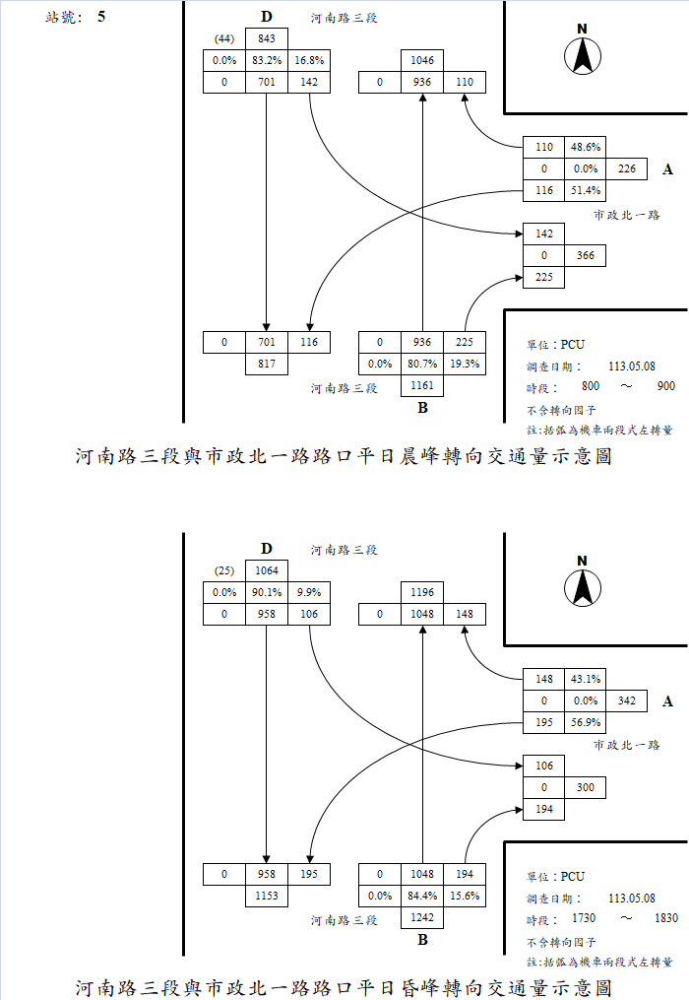 站號： 5
D 河南路三段
(44) 843
0.0% 83.2% 16.8%
0 701 142
1046
0 936 110
N
110 48.6%
0 0.0% 226 A
116 51.4%
市政北一路
142
0 366
225
0 701 116
817
0 936 225
0.0% 80.7% 19.3%
1161
河南路三段
B
單位：PCU
調查日期： 113.05.08
時段： 800 ～ 900
不含轉向因子
註:括弧為機車兩段式左轉量
河南路三段與市政北一路路口平日晨峰轉向交通量示意圖
D 河南路三段
(25) 1064
0.0% 90.1% 9.9%
0 958 106
1196
0 1048 148
N
148 43.1%
0 0.0% 342 A
195 56.9%
市政北一路
106
0 300
194
0 958 195
1153
0 1048 194
0.0% 84.4% 15.6%
1242
河南路三段
B
單位：PCU
調查日期： 113.05.08
時段： 1730 ～ 1830
不含轉向因子
註:括弧為機車兩段式左轉量
河南路三段與市政北一路路口平日昏峰轉向交通量示意圖